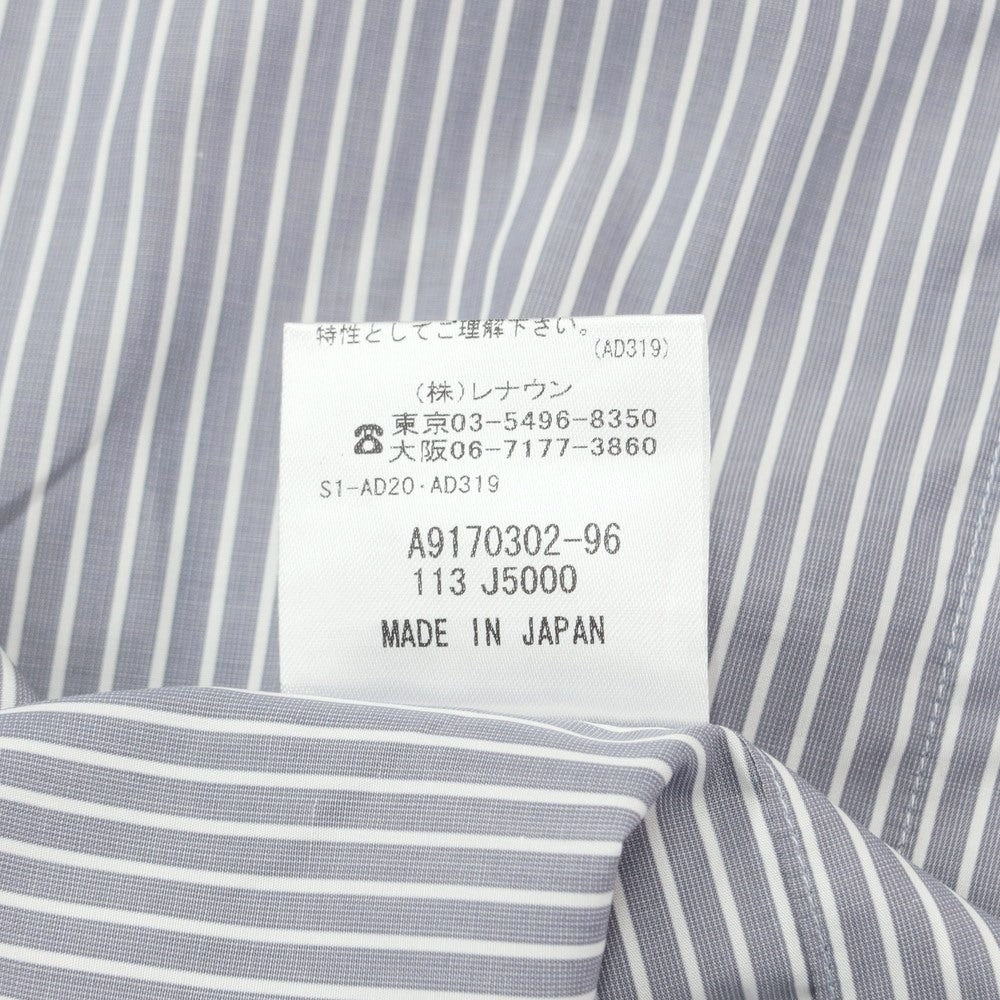 特性としてご理解下さい。
(AD319)
(株)レナウン
☎東京03-5496-8350
大阪06-7177-3860
S1-AD20・AD319
A9170302-96
113 J5000
MADE IN JAPAN